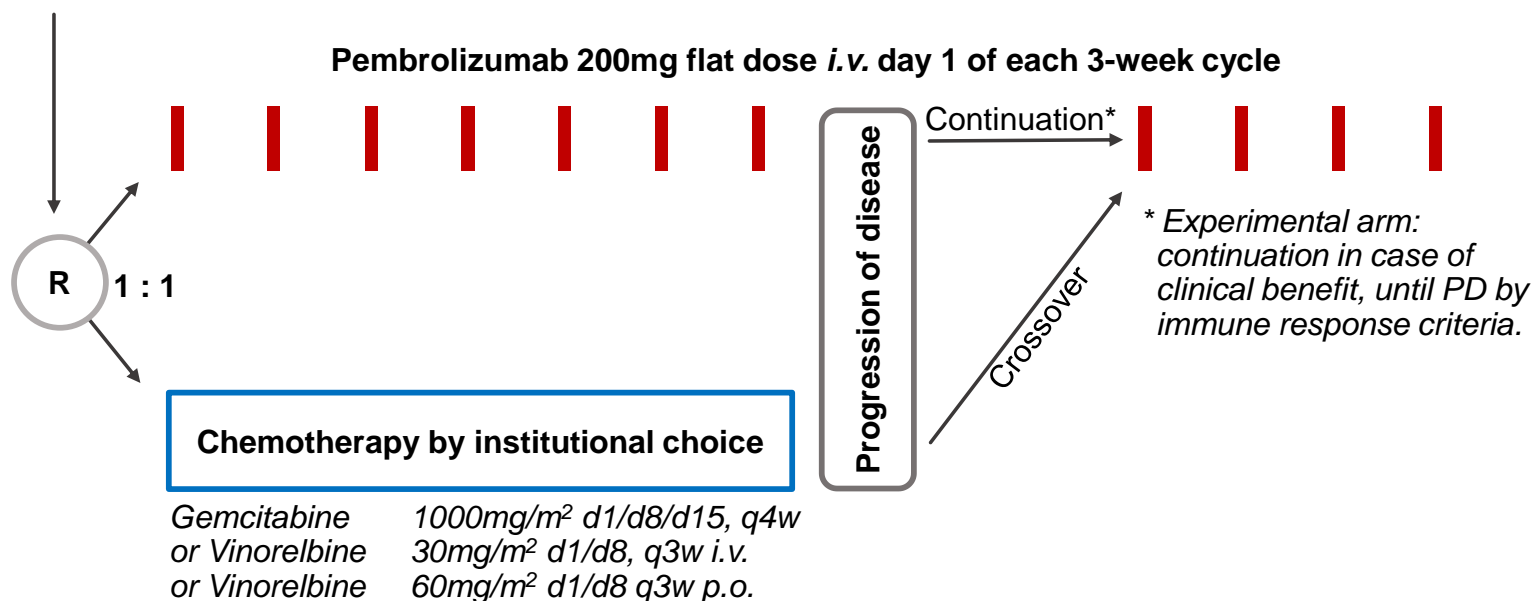 Pembrolizumab 200mg flat dose i.v. day 1 of each 3-week cycle
Continuation*
Progression of disease
R 1 : 1
Crossover
* Experimental arm:
continuation in case of
clinical benefit, until PD by
immune response criteria.
Chemotherapy by institutional choice
Gemcitabine 1000mg/m² d1/d8/d15, q4w
or Vinorelbine 30mg/m² d1/d8, q3w i.v.
or Vinorelbine 60mg/m² d1/d8 q3w p.o.